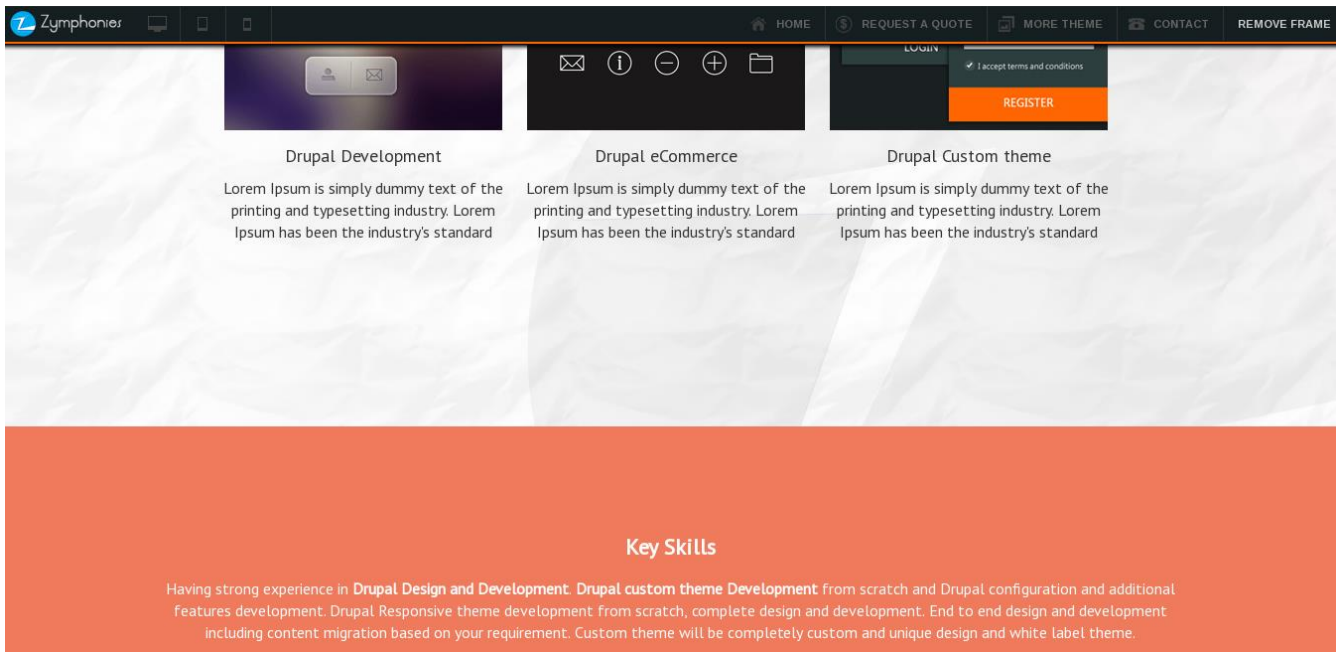 Zymphonies
HOME
REQUEST A QUOTE
MORE THEME
CONTACT
REMOVE FRAME
LOGIN
I accept terms and conditions
REGISTER
Drupal Development
Lorem Ipsum is simply dummy text of the
printing and typesetting industry. Lorem
Ipsum has been the industry's standard
Drupal eCommerce
Lorem Ipsum is simply dummy text of the
printing and typesetting industry. Lorem
Ipsum has been the industry's standard
Drupal Custom theme
Lorem Ipsum is simply dummy text of the
printing and typesetting industry. Lorem
Ipsum has been the industry's standard
Key Skills
Having strong experience in Drupal Design and Development. Drupal custom theme Development from scratch and Drupal configuration and additional
features development. Drupal Responsive theme development from scratch, complete design and development. End to end design and development
including content migration based on your requirement. Custom theme will be completely custom and unique design and white label theme.